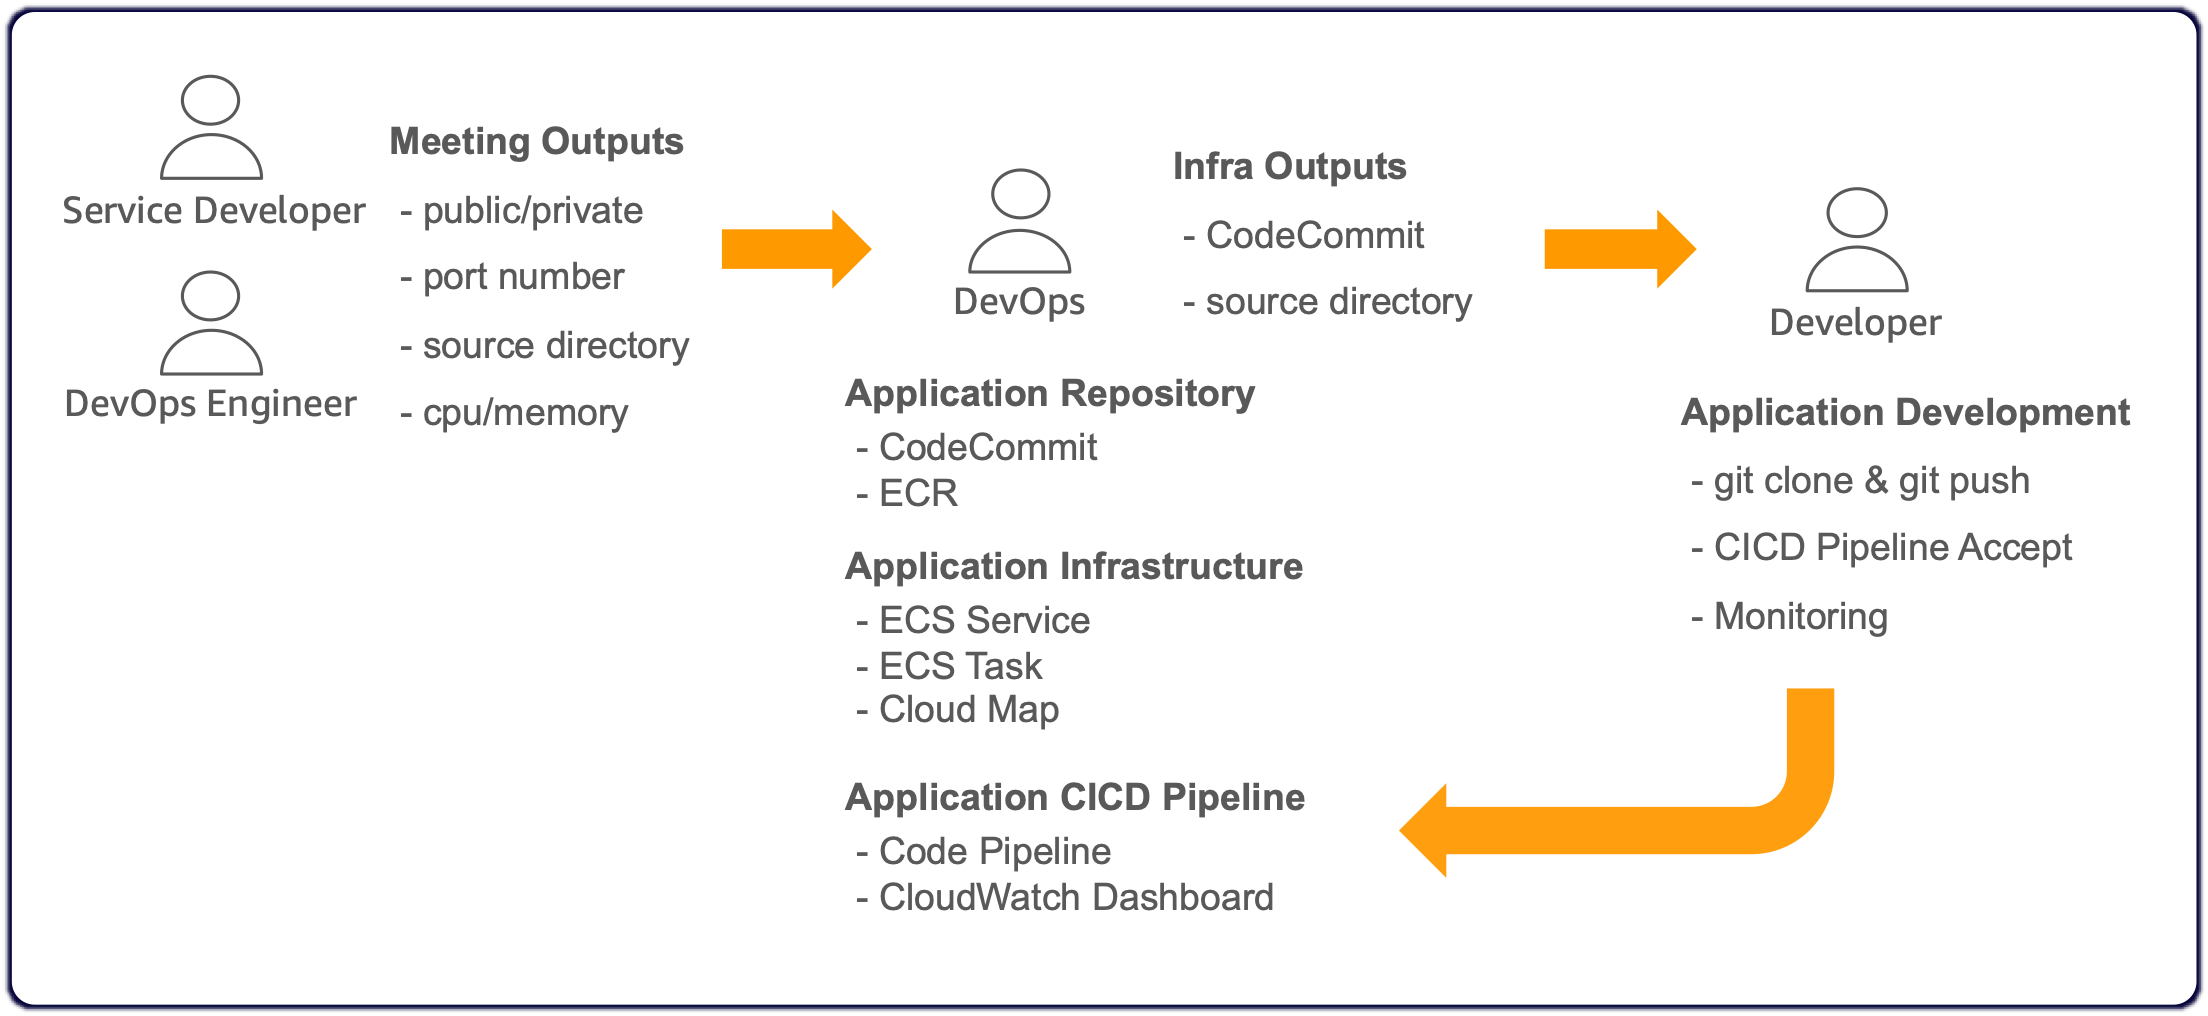 Service Developer
DevOps Engineer
Meeting Outputs
- public/private
- port number
- source directory
- cpu/memory
DevOps
Infra Outputs
- CodeCommit
- source directory
Application Repository
- CodeCommit
- ECR
Application Infrastructure
- ECS Service
- ECS Task
- Cloud Map
Application CICD Pipeline
- Code Pipeline
- CloudWatch Dashboard
Developer
Application Development
- git clone & git push
- CICD Pipeline Accept
- Monitoring